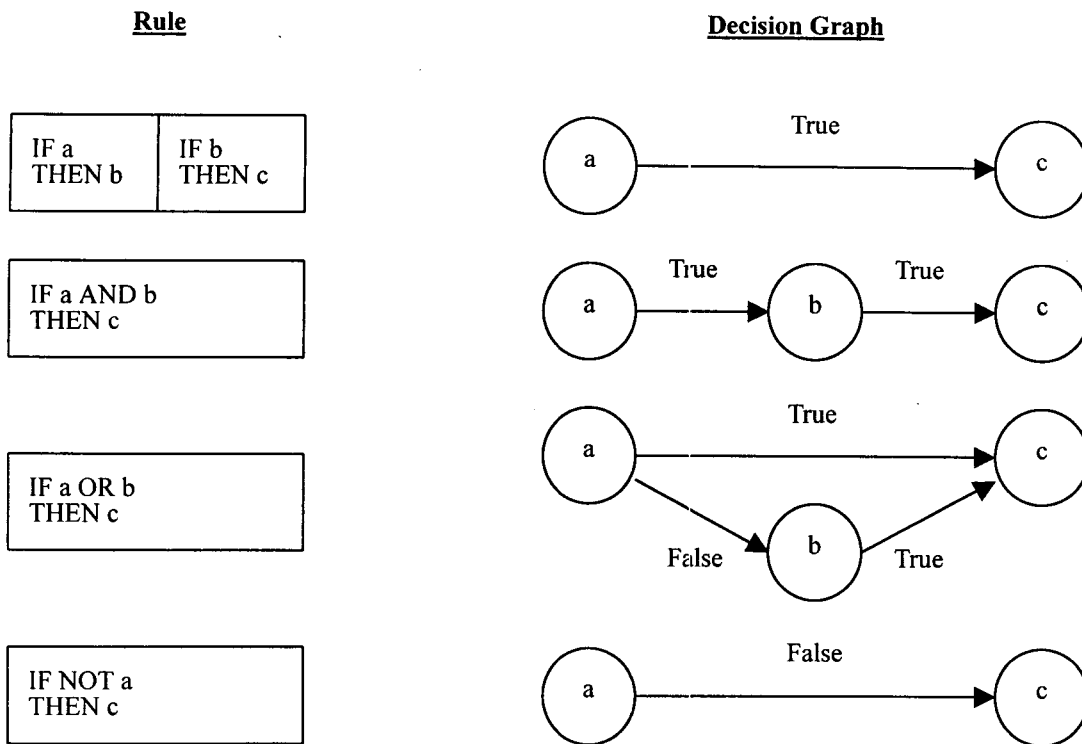 Rule
Decision Graph
IF a
THEN b
IF b
THEN c
True
a
c
IF a AND b
THEN c
True
True
a
b
c
IF a OR b
THEN c
True
a
c
b
False
True
IF NOT a
THEN c
False
a
c